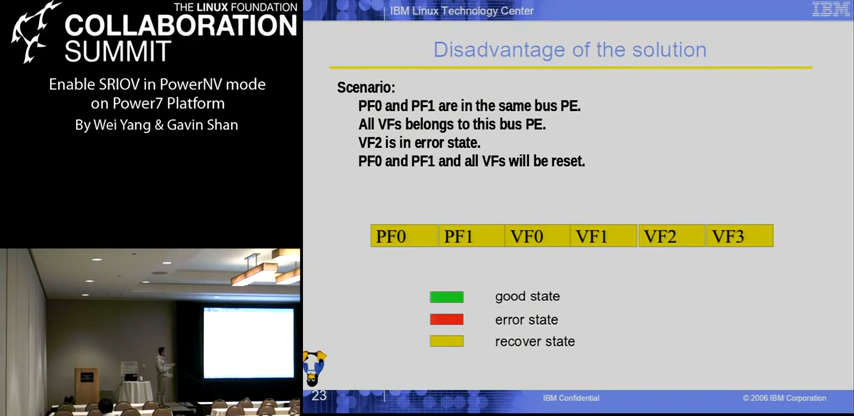 THE LINUX FOUNDATION
COLLABORATION
SUMMIT
Enable SRIOV in PowerNV mode
on Power7 Platform
By Wei Yang & Gavin Shan
IBM Linux Technology Center
IBM
Disadvantage of the solution
Scenario:
PF0 and PF1 are in the same bus PE.
All VFs belongs to this bus PE.
VF2 is in error state.
PF0 and PF1 and all VFs will be reset.
PF0 PF1 VF0 VF1 VF2 VF3
good state
error state
recover state
23
IBM Confidential
© 2006 IBM Corporation